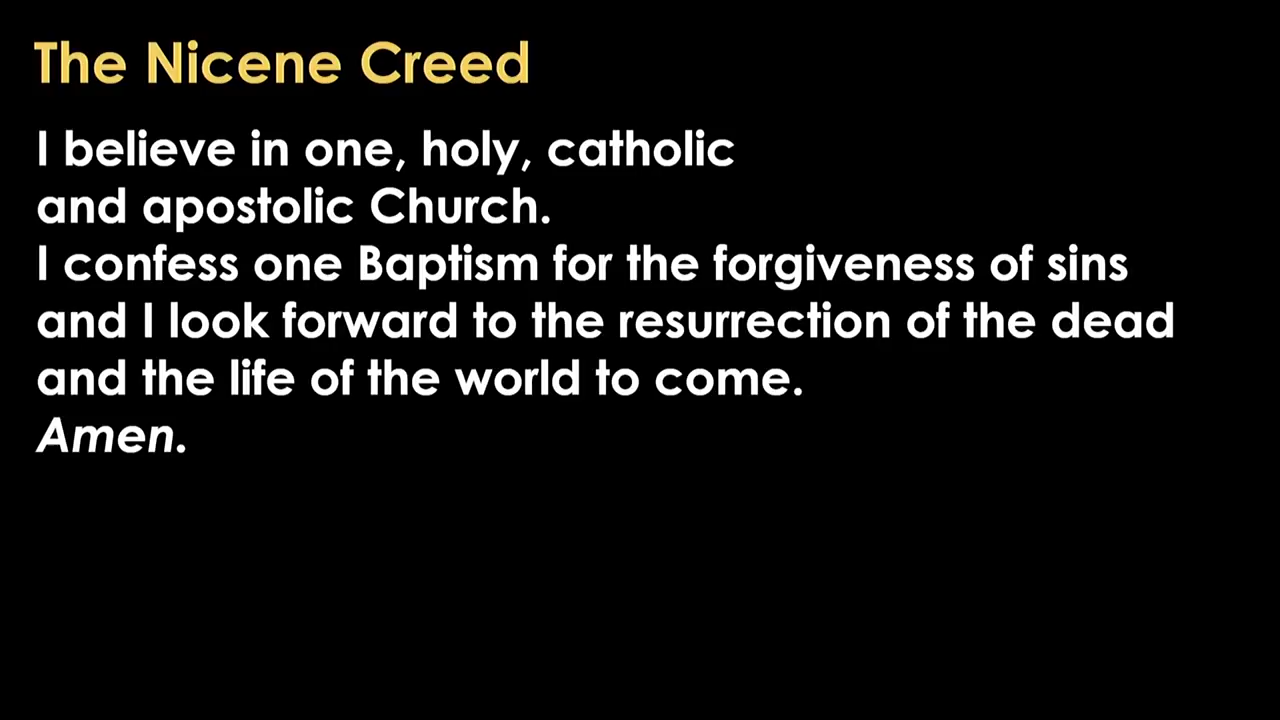 The Nicene Creed
I believe in one, holy, catholic
and apostolic Church.
I confess one Baptism for the forgiveness of sins
and I look forward to the resurrection of the dead
and the life of the world to come.
Amen.